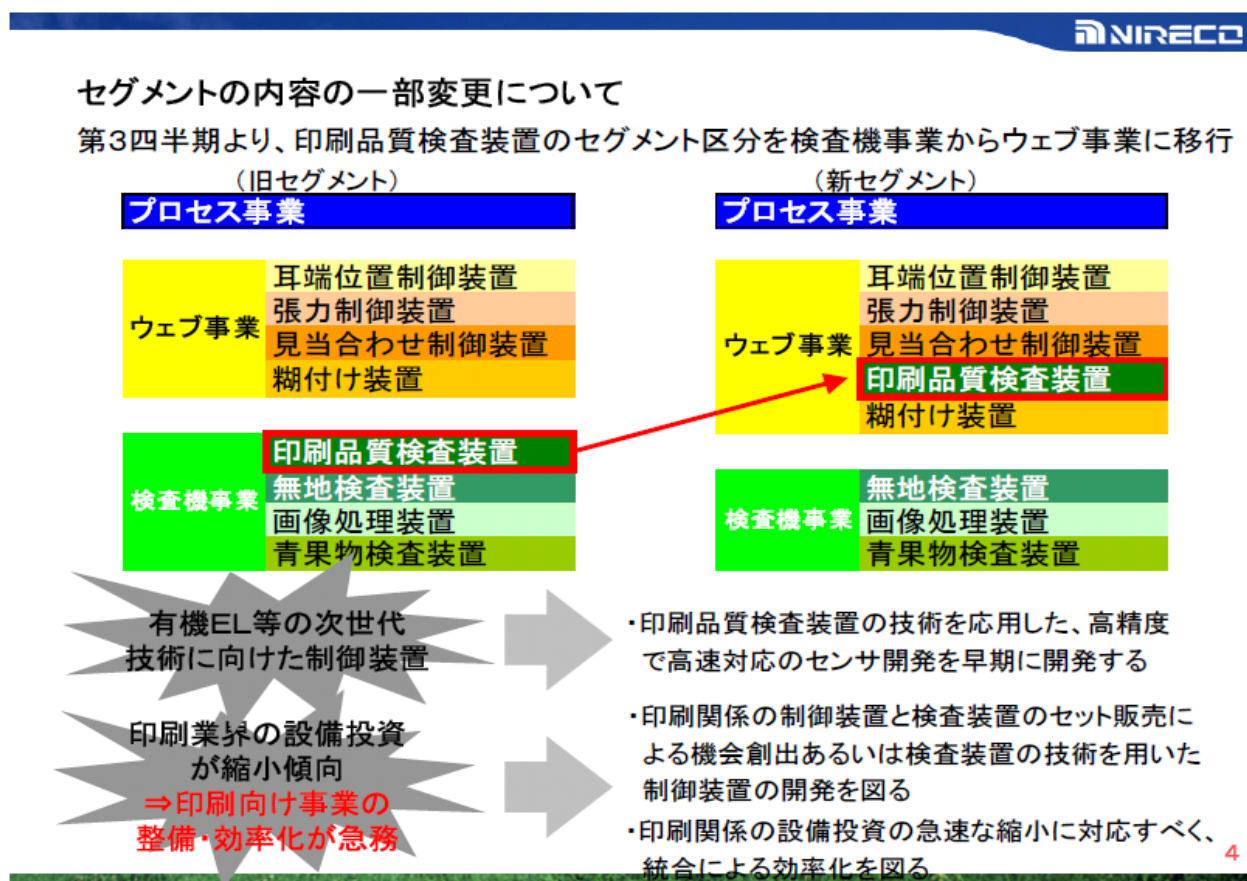 NIRECO
セグメントの内容の一部変更について
第3四半期より、印刷品質検査装置のセグメント区分を検査機事業からウェブ事業に移行
（旧セグメント）
プロセス事業
ウェブ事業
耳端位置制御装置
張力制御装置
見当合わせ制御装置
糊付け装置
検査機事業
印刷品質検査装置
無地検査装置
画像処理装置
青果物検査装置
（新セグメント）
プロセス事業
ウェブ事業
耳端位置制御装置
張力制御装置
見当合わせ制御装置
印刷品質検査装置
糊付け装置
検査機事業
無地検査装置
画像処理装置
青果物検査装置
有機EL等の次世代
技術に向けた制御装置
・印刷品質検査装置の技術を応用した、高精度
で高速対応のセンサ開発を早期に開発する
印刷業界の設備投資
が縮小傾向
⇒印刷向け事業の
整備・効率化が急務
・印刷関係の制御装置と検査装置のセット販売に
よる機会創出あるいは検査装置の技術を用いた
制御装置の開発を図る
・印刷関係の設備投資の急速な縮小に対応すべく、
統合による効率化を図る
4